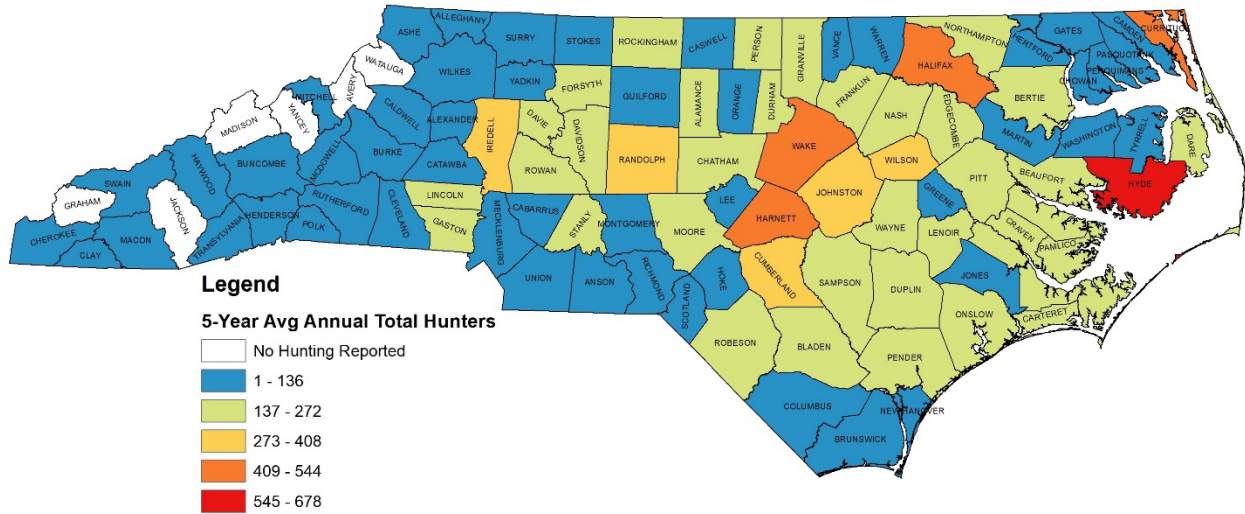 ALLEGHANY
ASHE
SURRY
STOKES
ROCKINGHAM
CASWELL
PERSON
GRANVILLE
VANCE
WARREN
NORTHAMPTON
HERTFORD
GATES
CAMDEN
CURRITUCK
PASQUOTANK
PERQUIMANS
CHOWAN
WATAUGA
WILKES
YADKIN
FORSYTH
GUILFORD
ALAMANCE
ORANGE
DURHAM
FRANKLIN
HALIFAX
BERTIE
AVERY
MITCHELL
YANCEY
MADISON
CALDWELL
ALEXANDER
IREDELL
DAVIE
DAVIDSON
RANDOLPH
CHATHAM
WAKE
NASH
EDGECOMBE
MARTIN
WASHINGTON
TYRRELL
DARE
HAYWOOD
BUNCOMBE
MCDOWELL
BURKE
CATAWBA
ROWAN
JOHNSTON
WILSON
PITT
BEAUFORT
HYDE
SWAIN
GRAHAM
JACKSON
RUTHERFORD
CLEVELAND
LINCOLN
GASTON
MECKLENBURG
CABARRUS
STANLY
MONTGOMERY
MOORE
LEE
HARNETT
WAYNE
GREENE
LENOIR
CRAVEN
PAMLICO
CHEROKEE
CLAY
MACON
TRANSYLVANIA
HENDERSON
POLK
UNION
ANSON
RICHMOND
SCOTLAND
HOKE
CUMBERLAND
SAMPSON
DUPLIN
JONES
ONSLOW
CARTERET
ROBESON
BLADEN
PENDER
COLUMBUS
NEW HANOVER
BRUNSWICK
Legend
5-Year Avg Annual Total Hunters
No Hunting Reported
1 - 136
137 - 272
273 - 408
409 - 544
545 - 678